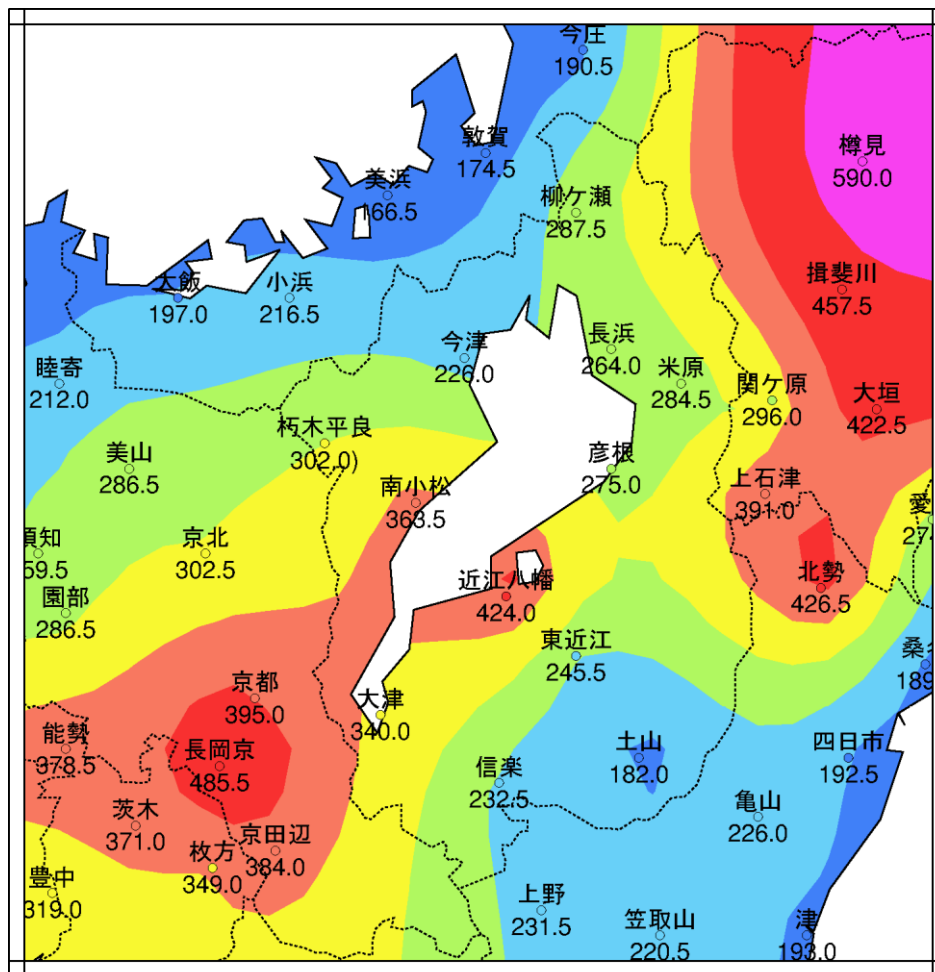 今庄
190.5
敦賀
174.5
樽見
590.0
美浜
166.5
柳ケ瀬
287.5
大飯
197.0
小浜
216.5
揖斐川
457.5
今津
226.0
長浜
264.0
米原
284.5
睦寄
212.0
関ケ原
296.0
大垣
422.5
朽木平良
302.0)
美山
286.5
彦根
275.0
南小松
363.5
上石津
391.0
愛
27
須知
59.5
京北
302.5
近江八幡
424.0
北勢
426.5
園部
286.5
東近江
245.5
桑名
189
京都
395.0
大津
340.0
能勢
378.5
長岡京
485.5
信楽
232.5
土山
182.0
四日市
192.5
茨木
371.0
亀山
226.0
京田辺
384.0
枚方
349.0
豊中
319.0
上野
231.5
笠取山
220.5
津
193.0